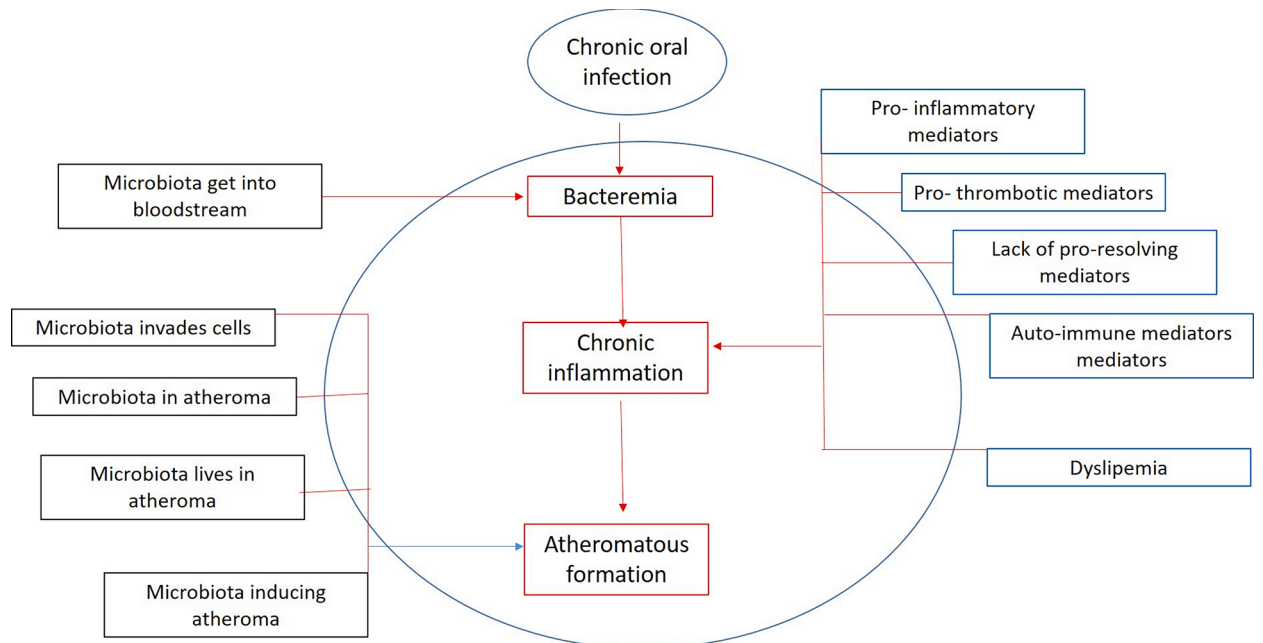 Chronic oral
infection
Pro- inflammatory
mediators
Microbiota get into
bloodstream
Bacteremia
Pro- thrombotic mediators
Lack of pro-resolving
mediators
Microbiota invades cells
Chronic
inflammation
Auto-immune mediators
mediators
Microbiota in atheroma
Microbiota lives in
atheroma
Dyslipemia
Atheromatous
formation
Microbiota inducing
atheroma